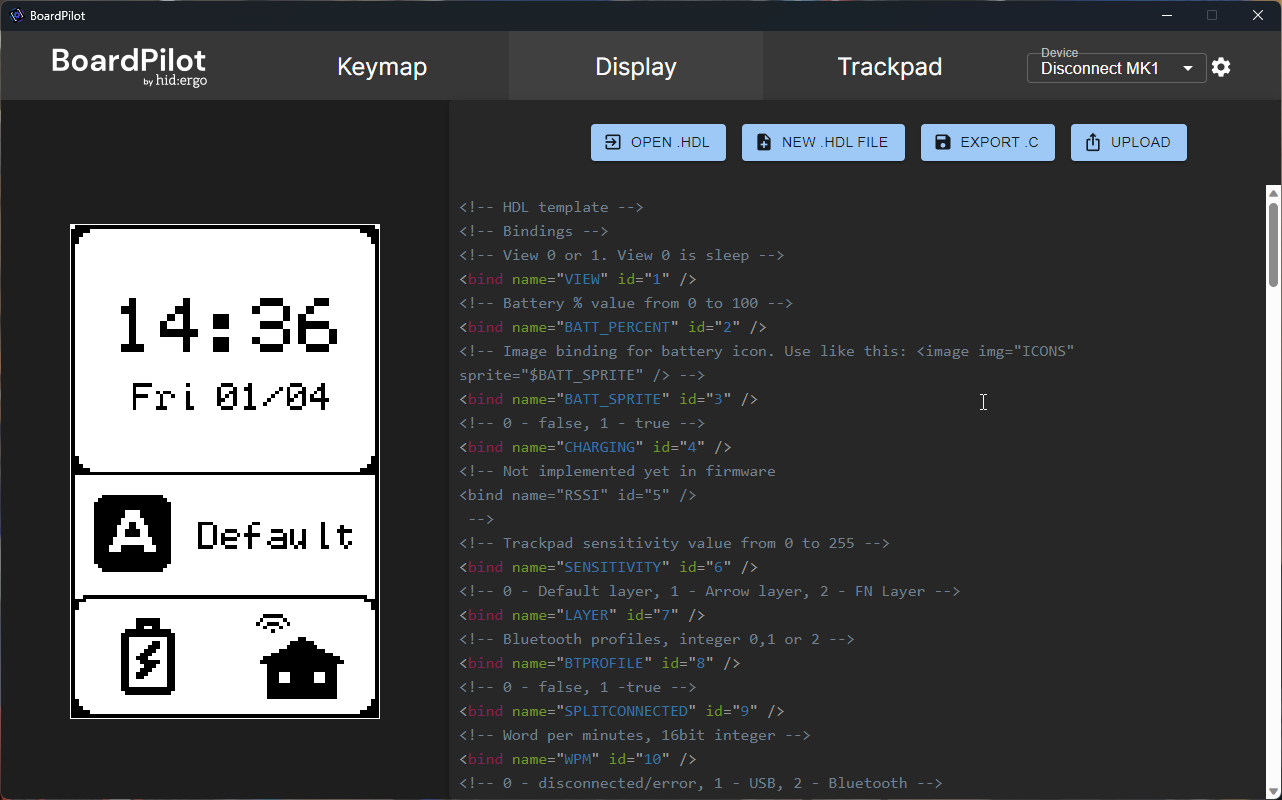 BoardPilot
BoardPilot
by hid:ergo
Keymap
Display
Trackpad
Device
Disconnect MK1
OPEN .HDL
NEW .HDL FILE
EXPORT .C
UPLOAD
14:36
Fri 01/04
A
Default
<!-- HDL template -->
<!-- Bindings -->
<!-- View 0 or 1. View 0 is sleep -->
<bind name="VIEW" id="1" />
<!-- Battery % value from 0 to 100 -->
<bind name="BATT_PERCENT" id="2" />
<!-- Image binding for battery icon. Use like this: <image img="ICONS"
sprite="$BATT_SPRITE" /> -->
<bind name="BATT_SPRITE" id="3" />
<!-- 0 - false, 1 - true -->
<bind name="CHARGING" id="4" />
<!-- Not implemented yet in firmware
<bind name="RSSI" id="5" />
-->
<!-- Trackpad sensitivity value from 0 to 255 -->
<bind name="SENSITIVITY" id="6" />
<!-- 0 - Default layer, 1 - Arrow layer, 2 - FN Layer -->
<bind name="LAYER" id="7" />
<!-- Bluetooth profiles, integer 0,1 or 2 -->
<bind name="BTPROFILE" id="8" />
<!-- 0 - false, 1 -true -->
<bind name="SPLITCONNECTED" id="9" />
<!-- Word per minutes, 16bit integer -->
<bind name="WPM" id="10" />
<!-- 0 - disconnected/error, 1 - USB, 2 - Bluetooth -->